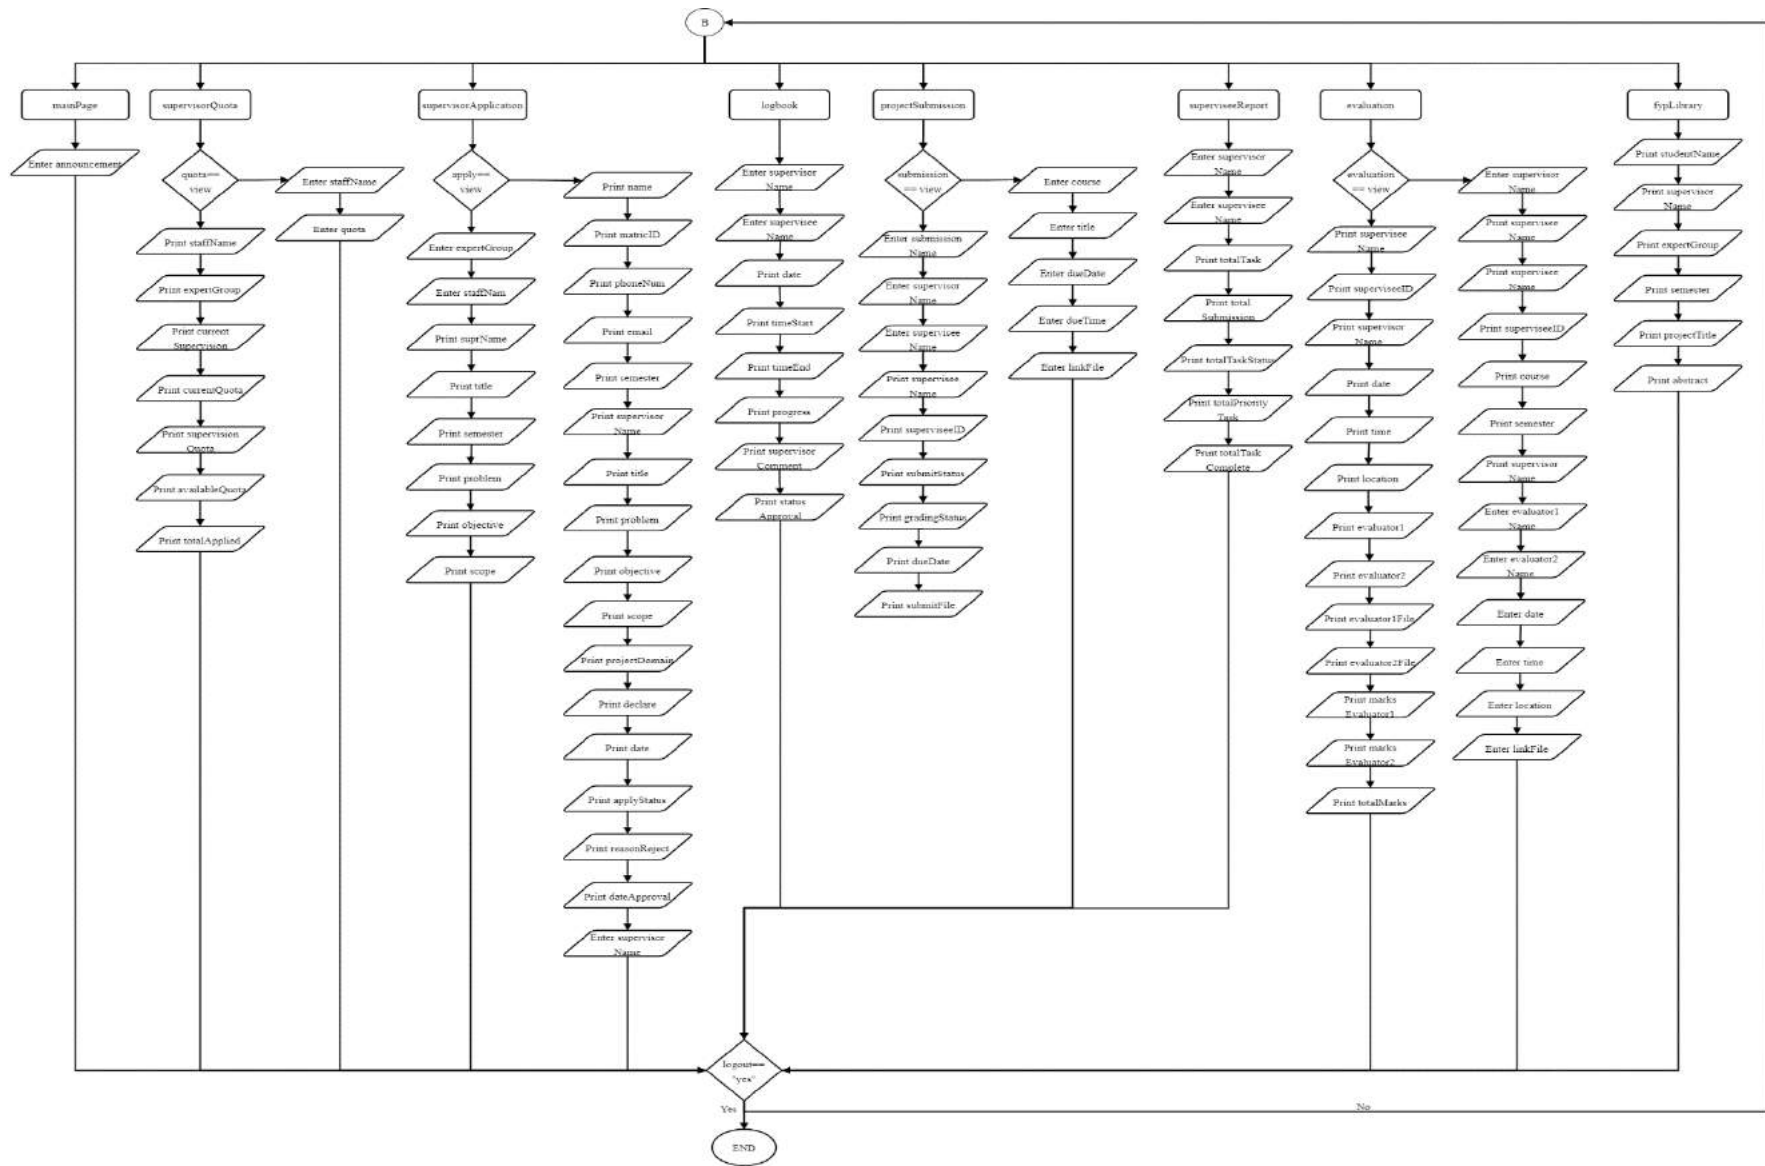 B
mainPage
Enter announcement
supervisorQuota
quota==
view
Print staffName
Print expertGroup
Print current
Supervision
Print currentQuota
Print supervision
Quota
Print availableQuota
Print totalApplied
Enter staffName
Enter quota
supervisorApplication
apply==
view
Enter expertGroup
Enter staffNam
Print suprName
Print title
Print semester
Print problem
Print objective
Print scope
Print name
Print matricID
Print phoneNum
Print email
Print semester
Print supervisor
Name
Print title
Print problem
Print objective
Print scope
Print projectDomain
Print declare
Print date
Print applyStatus
Print reasonReject
Print dateApproval
Enter supervisor
Name
logbook
Enter supervisor
Name
Enter supervisee
Name
Print date
Print timeStart
Print timeEnd
Print progress
Print supervisor
Comment
Print status
Approval
projectSubmission
submission
== view
Enter submission
Name
Enter supervisor
Name
Enter supervisee
Name
Print supervisee
Name
Print superviseeID
Print submitStatus
Print gradingStatus
Print dueDate
Print submitFile
Enter course
Enter title
Enter dueDate
Enter dueTime
Enter linkFile
superviseeReport
Enter supervisor
Name
Enter supervisee
Name
Print totalTask
Print total
Submission
Print totalTaskStatus
Print totalPriority
Task
Print totalTask
Complete
evaluation
evaluation
== view
Print supervisee
Name
Print superviseeID
Print supervisor
Name
Print date
Print time
Print location
Print evaluator1
Print evaluator2
Print evaluator1File
Print evaluator2File
Print marks
Evaluator1
Print marks
Evaluator2
Print totalMarks
Enter supervisor
Name
Print supervisee
Name
Print supervisee
Name
Print superviseeID
Print course
Print semester
Print supervisor
Name
Enter evaluator1
Name
Enter evaluator2
Name
Enter date
Enter time
Enter location
Enter linkFile
fypLibrary
Print studentName
Print supervisor
Name
Print expertGroup
Print semester
Print projectTitle
Print abstract
logout==
"yes"
Yes
No
END